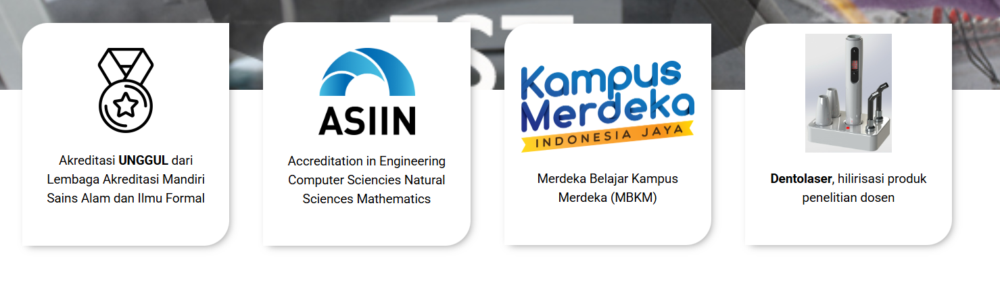 Akreditasi UNGGUL dari
Lembaga Akreditasi Mandiri
Sains Alam dan Ilmu Formal
ASIIN
Accreditation in Engineering
Computer Sciencies Natural
Sciences Mathematics
Kampus
Merdeka
INDONESIA JAYA
Merdeka Belajar Kampus
Merdeka (MBKM)
Dentolaser, hilirisasi produk
penelitian dosen